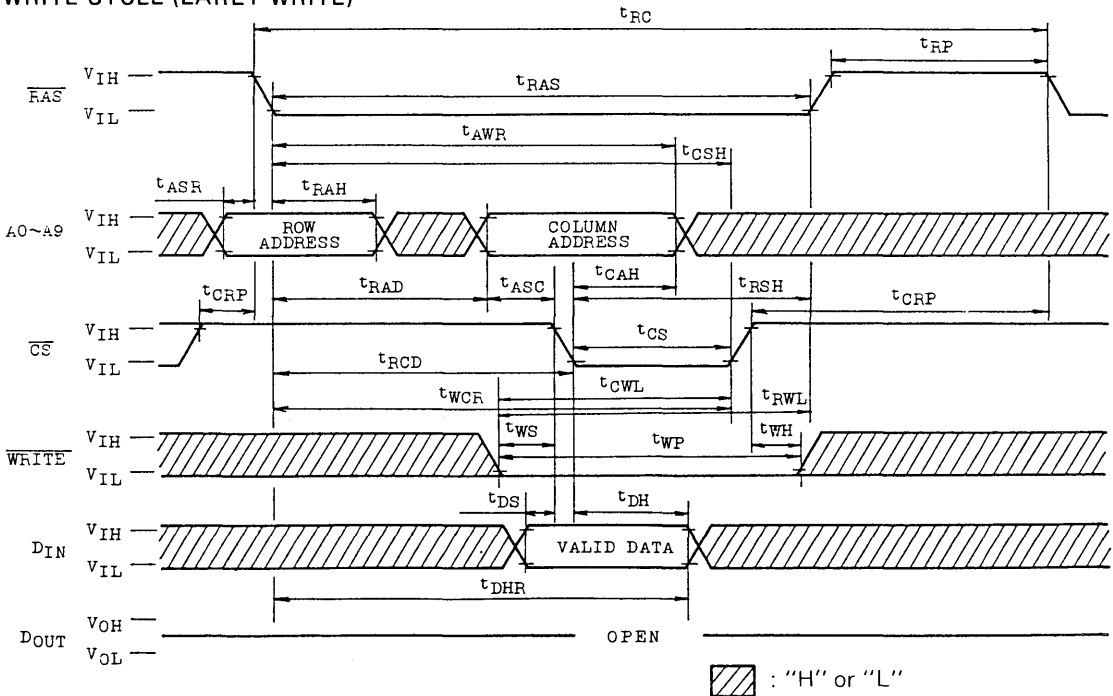 WRITE CYCLE (EARLY WRITE)
tRC
tRP
VIH
RAS
VIL
tRAS
tAWR
tCSH
tASR
tRAH
A0~A9
VIH
VIL
ROW
ADDRESS
COLUMN
ADDRESS
tCRP
tRAD
tASC
tCAH
tRSH
tCRP
VIH
CS
VIL
tCS
tRCD
tCWL
tWCR
tRWL
VIH
WRITE
VIL
tWS
tWP
tWH
tDS
tDH
VIH
DIN
VIL
VALID DATA
tDHR
VOH
DOUT
VOL
OPEN
: "H" or "L"